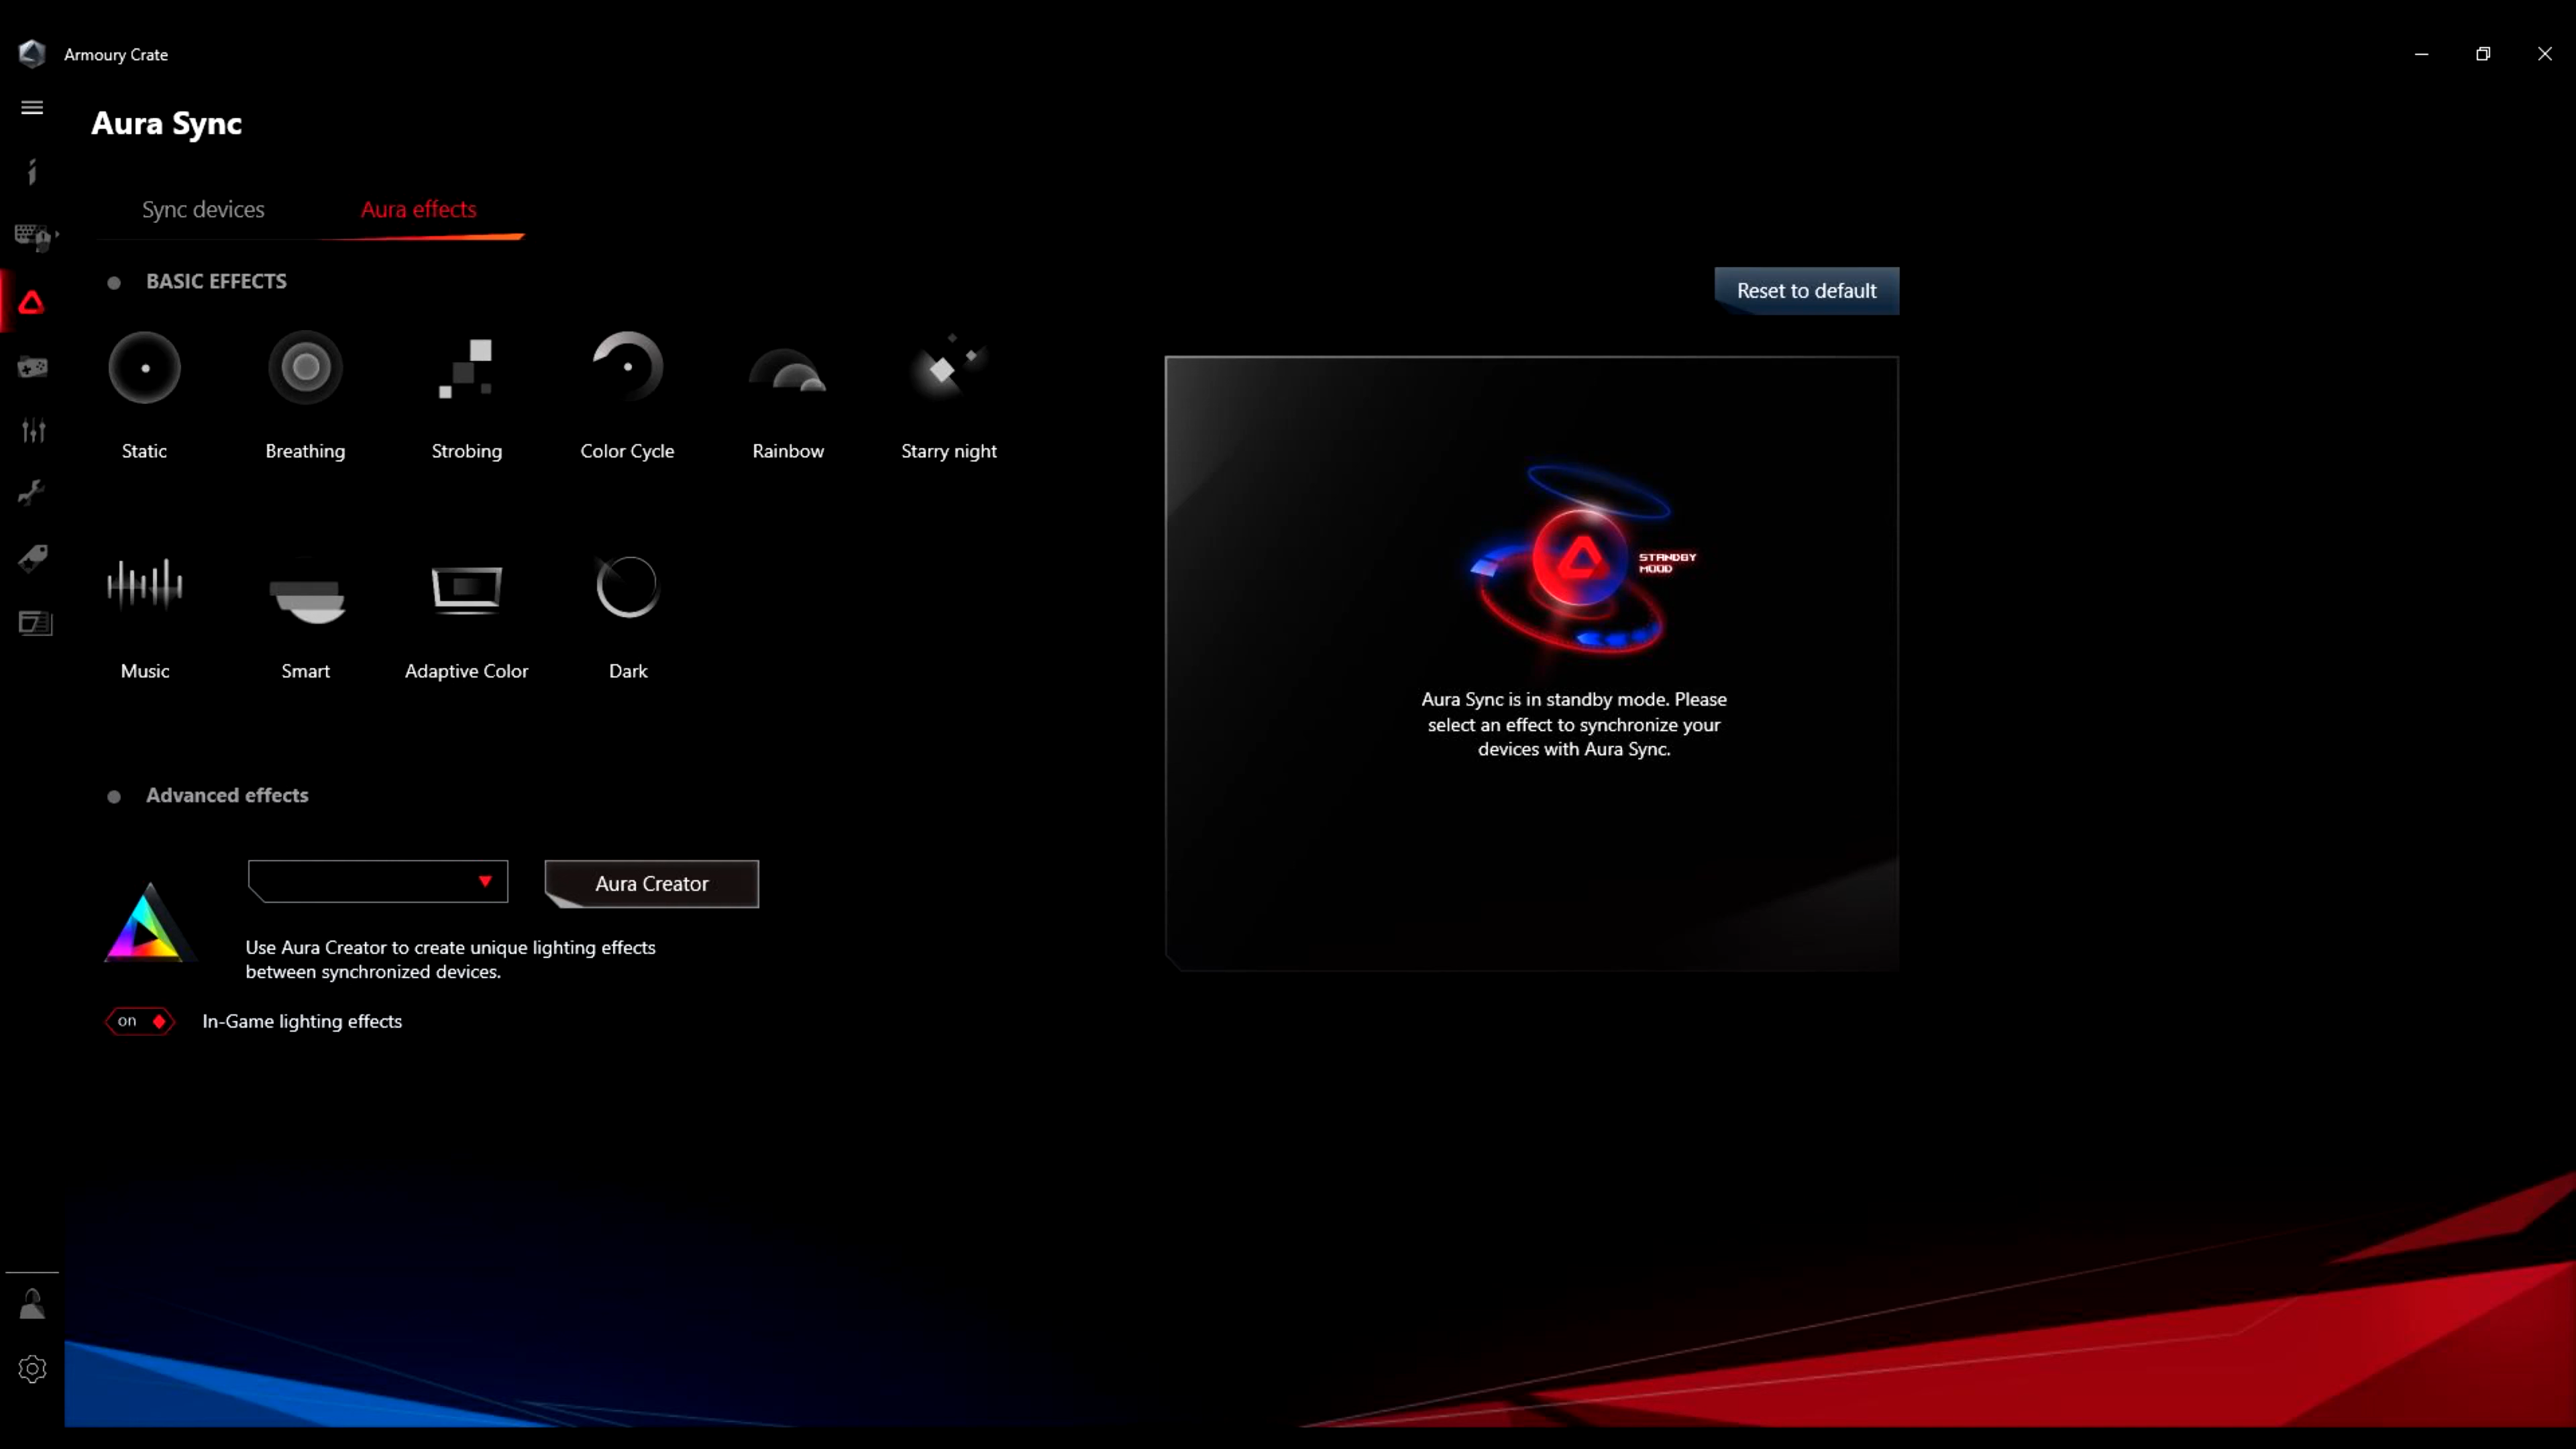 Armoury Crate
Aura Sync
Sync devices
Aura effects
BASIC EFFECTS
Reset to default
Static
Breathing
Strobing
Color Cycle
Rainbow
Starry night
STANDBY
MOOD
Music
Smart
Adaptive Color
Dark
Aura Sync is in standby mode. Please
select an effect to synchronize your
devices with Aura Sync.
Advanced effects
Aura Creator
Use Aura Creator to create unique lighting effects
between synchronized devices.
on
In-Game lighting effects